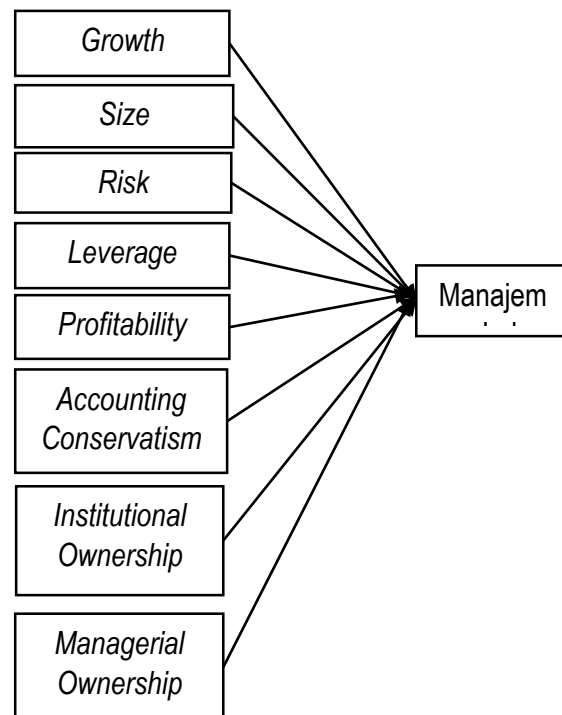 Growth
Size
Risk
Leverage
Profitability
Accounting
Conservatism
Institutional
Ownership
Managerial
Ownership
Manajem